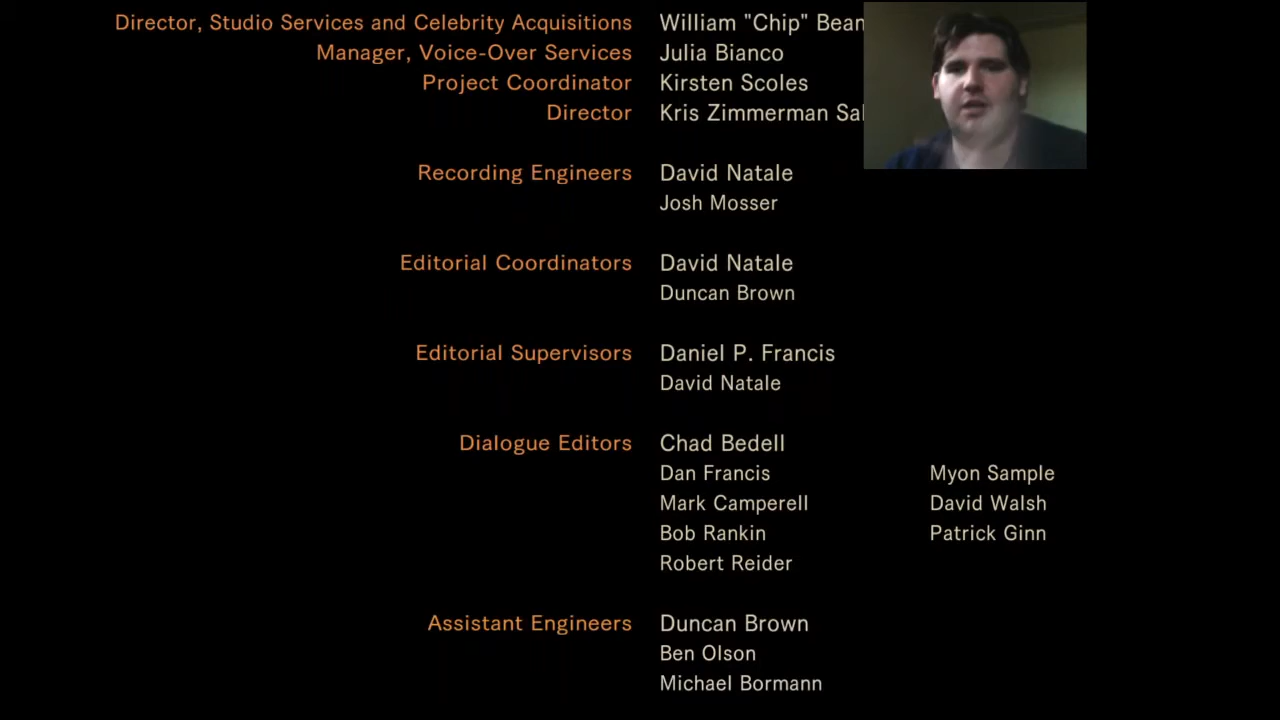 Director, Studio Services and Celebrity Acquisitions William "Chip" Bean
Manager, Voice-Over Services Julia Bianco
Project Coordinator Kirsten Scoles
Director Kris Zimmerman Sal
Recording Engineers David Natale
Josh Mosser
Editorial Coordinators David Natale
Duncan Brown
Editorial Supervisors Daniel P. Francis
David Natale
Dialogue Editors Chad Bedell
Dan Francis Myon Sample
Mark Camperell David Walsh
Bob Rankin Patrick Ginn
Robert Reider
Assistant Engineers Duncan Brown
Ben Olson
Michael Bormann